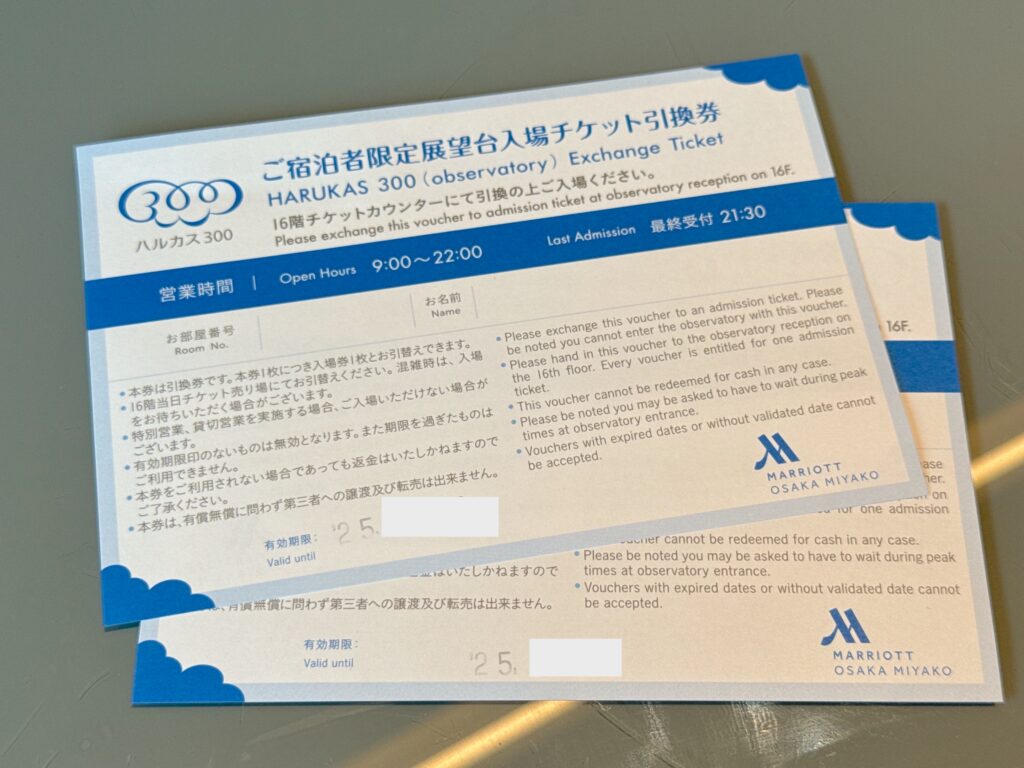 300
ハルカス300
ご宿泊者限定展望台入場チケット引換券
HARUKAS 300 (observatory) Exchange Ticket
16階チケットカウンターにて引換の上ご入場ください。
Please exchange this voucher to admission ticket at observatory reception on 16F.
営業時間 | Open Hours 9:00～22:00 Last Admission 最終受付 21:30
お部屋番号
Room No.
お名前
Name
• 本券は引換券です。本券1枚につき入場券1枚とお引替えできます。
• 16階当日チケット売り場にてお引替えください。混雑時は、入場
をお待ちいただく場合がございます。
• 特別営業、貸切営業を実施する場合、ご入場いただけない場合が
ございます。
• 有効期限印のないものは無効となります。また期限を過ぎたものは
ご利用できません。
• 本券をご利用されない場合であっても返金はいたしかねますので
ご了承ください。
• 本券は、有償無償に問わず第三者への譲渡及び転売は出来ません。
• Please exchange this voucher to an admission ticket. Please
be noted you cannot enter the observatory with this voucher.
• Please hand in this voucher to the observatory reception on
the 16th floor. Every voucher is entitled for one admission
ticket.
• This voucher cannot be redeemed for cash in any case.
• Please be noted you may be asked to have to wait during peak
times at observatory entrance.
• Vouchers with expired dates or without validated date cannot
be accepted.
有効期限:
Valid until
'25.
MARRIOTT
OSAKA MIYAKO
16F.
ease
her.
on
for one admission
cannot be redeemed for cash in any case.
• Please be noted you may be asked to have to wait during peak
times at observatory entrance.
• Vouchers with expired dates or without validated date cannot
be accepted.
はいたしかねますので
有償無償に問わず第三者への譲渡及び転売は出来ません。
有効期限:
Valid until
'25.
MARRIOTT
OSAKA MIYAKO